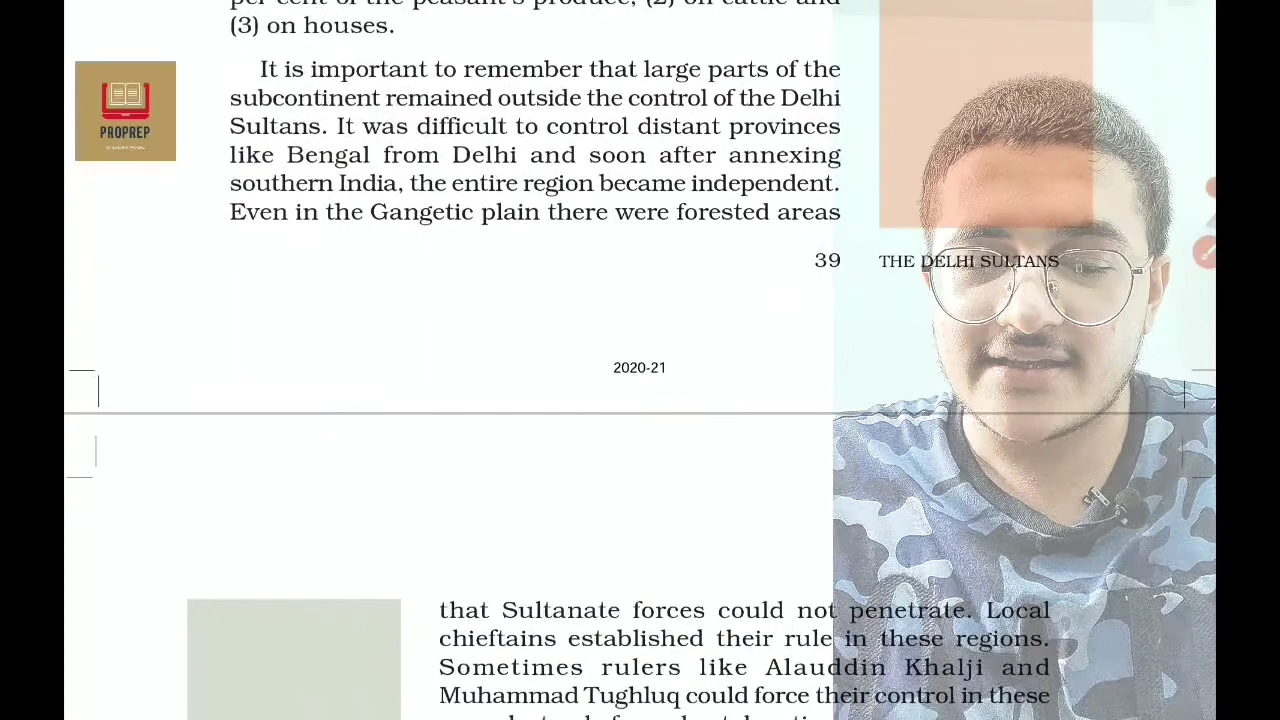 (3) on houses.
PROPREP
It is important to remember that large parts of the
subcontinent remained outside the control of the Delhi
Sultans. It was difficult to control distant provinces
like Bengal from Delhi and soon after annexing
southern India, the entire region became independent.
Even in the Gangetic plain there were forested areas
39 THE DELHI SULTANS
2020-21
that Sultanate forces could not penetrate. Local
chieftains established their rule in these regions.
Sometimes rulers like Alauddin Khalji and
Muhammad Tughluq could force their control in these